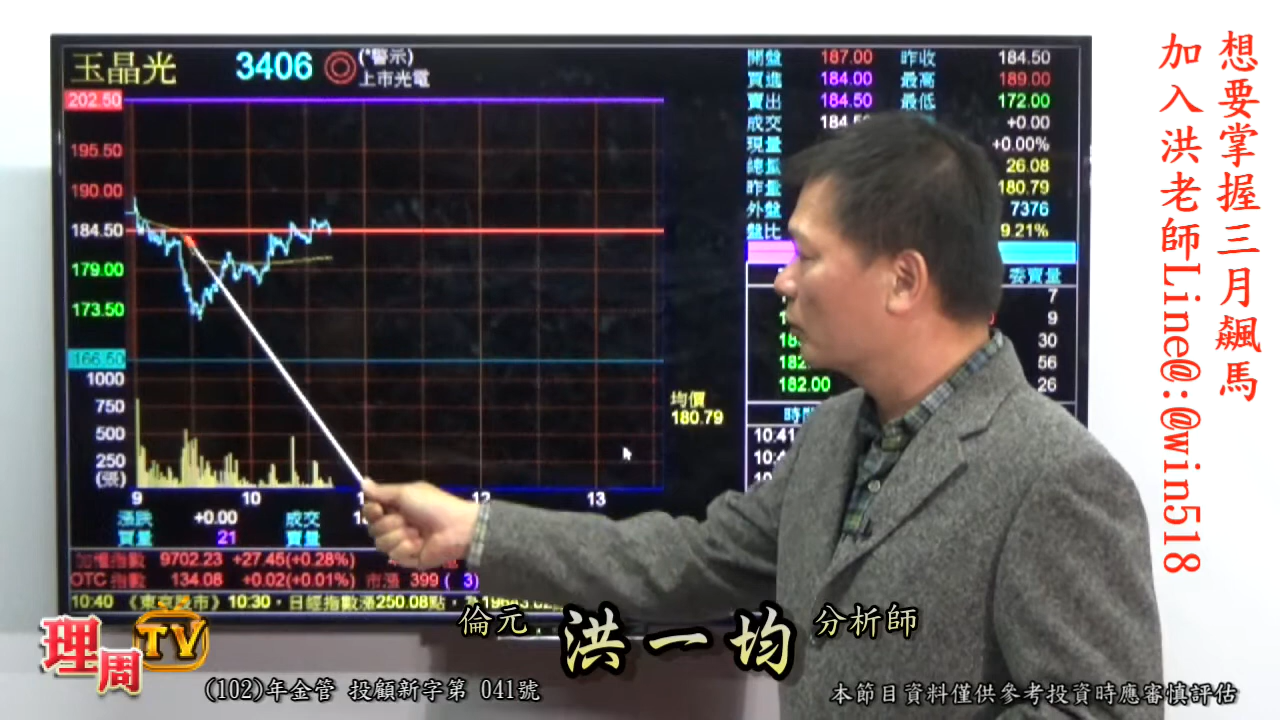 玉晶光 3406 ◎ (*警示)
上市光電
202.50
195.50
190.00
184.50
179.00
173.50
166.50
1000
750
500
250
(張)
9 10 12 13
均價
180.79
漲跌 +0.00 成交
買量 21 賣量
開盤 187.00 昨收 184.50
買進 184.00 最高 189.00
賣出 184.50 最低 172.00
成交 +0.00
現量 +0.00%
總量 26.08
昨量 180.79
外盤 7376
盤比 9.21%
委賣量
7
9
30
56
182.00 26
10:41
加權指數 9702.23 +27.45(+0.28%)
OTC 指數 134.08 +0.02(+0.01%) 市漲 399 ( 3)
10:40 《東京股市》10:30，日經指數漲250.08點，
想要掌握三月飆馬
加入洪老師Line@:@win518
理周TV
倫元 洪一均 分析師
(102)年金管 投顧新字第 041號
本節目資料僅供參考投資時應審慎評估